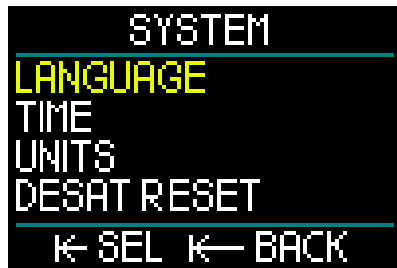 SYSTEM
LANGUAGE
TIME
UNITS
DESAT RESET
SEL BACK